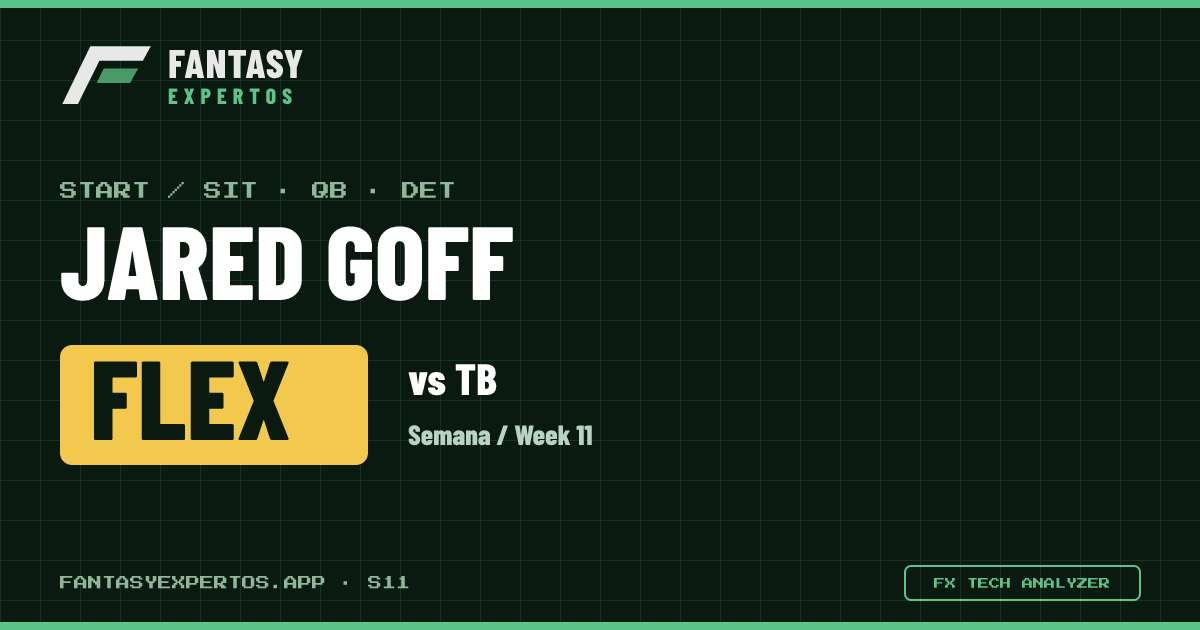 FANTASY
EXPERTOS
START / SIT · QB · DET
JARED GOFF
FLEX
vs TB
Semana / Week 11
FANTASYEXPERTOS.APP · S11
FX TECH ANALYZER